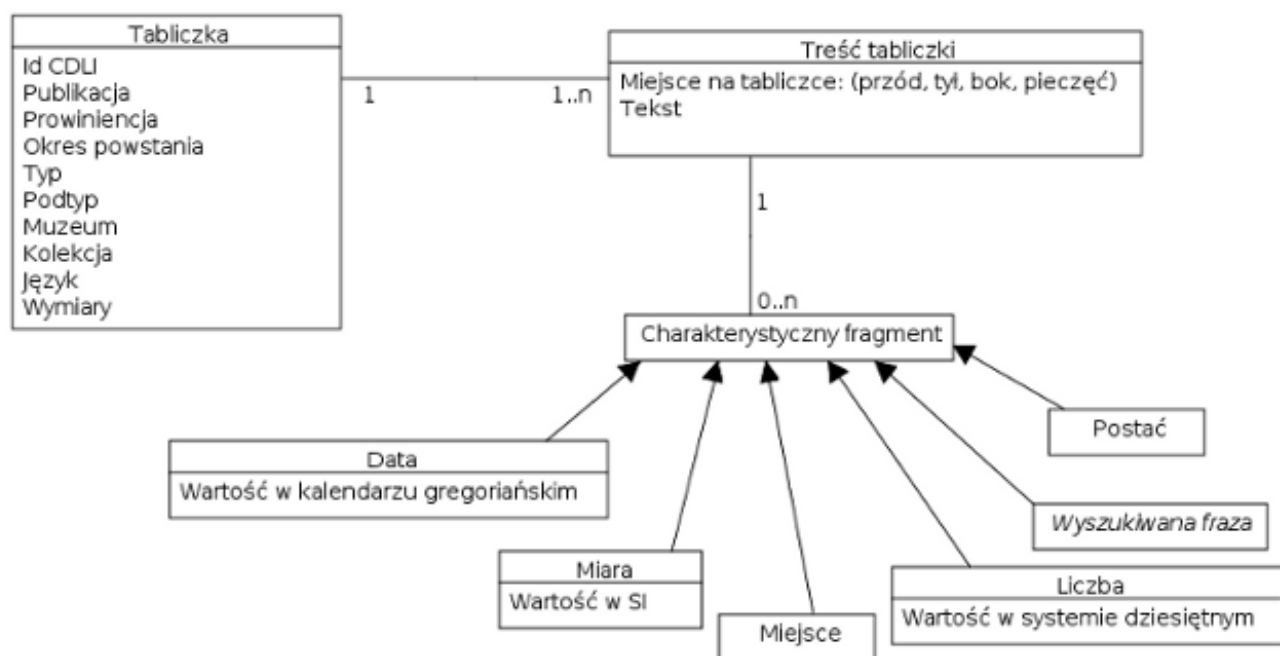 Tabliczka
Id CDLI
Publikacja
Prowiniencja
Okres powstania
Typ
Podtyp
Muzeum
Kolekcja
Język
Wymiary
1
1..n
Treść tabliczki
Miejsce na tabliczce: (przód, tył, bok, pieczęć)
Tekst
1
0..n
Charakterystyczny fragment
Postać
Data
Wartość w kalendarzu gregoriańskim
Wyszukiwana fraza
Miara
Wartość w SI
Miejsce
Liczba
Wartość w systemie dziesiętnym